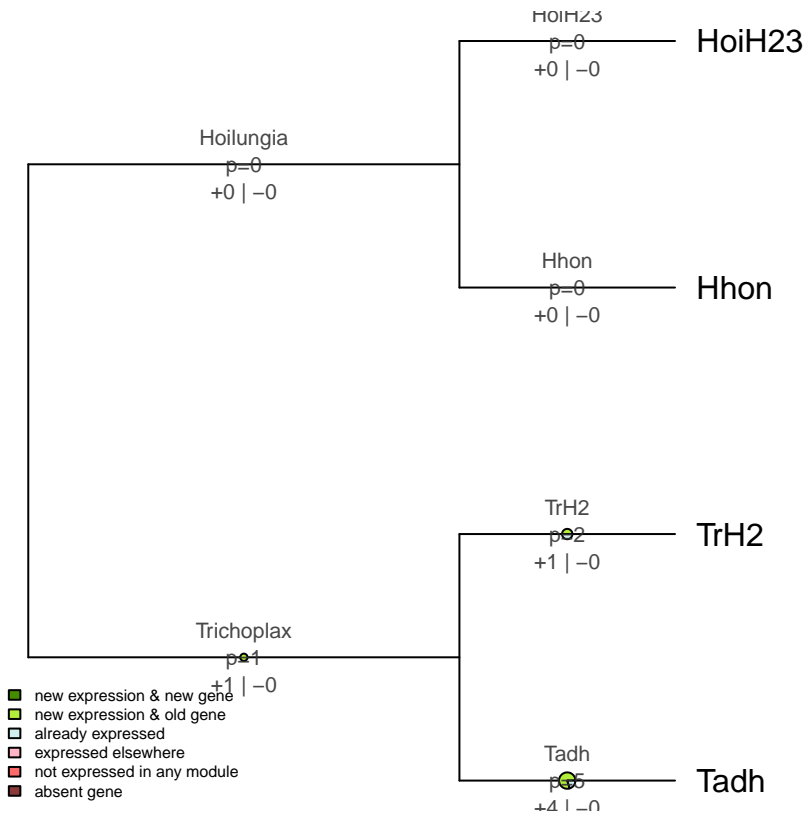 HoiH23
p=0
+0 | −0
HoiH23
Hoilungia
p=0
+0 | −0
Hhon
p=0
+0 | −0
Hhon
TrH2
p=2
+1 | −0
TrH2
Trichoplax
p=1
+1 | −0
new expression & new gene
new expression & old gene
already expressed
expressed elsewhere
not expressed in any module
absent gene
Tadh
p=5
+4 | −0
Tadh